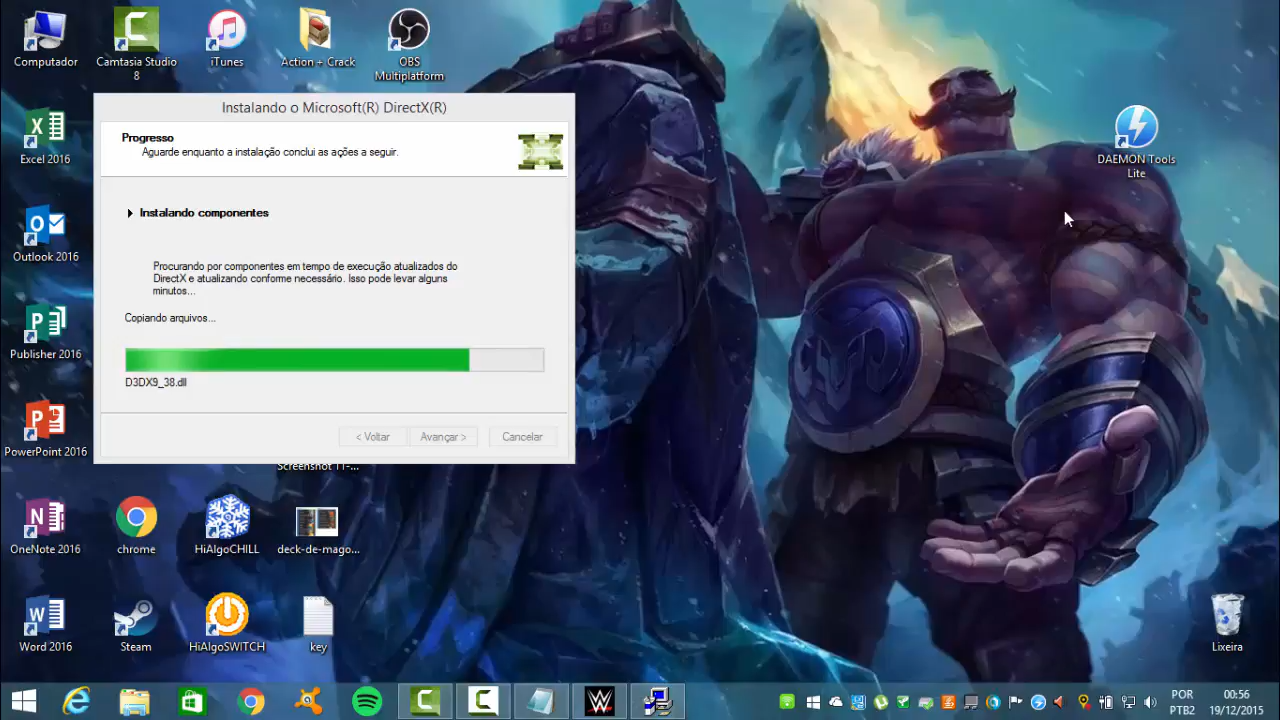 Computador
Camtasia Studio
8
iTunes
Action + Crack
OBS
Multiplatform
Excel 2016
Outlook 2016
Publisher 2016
PowerPoint 2016
OneNote 2016
Word 2016
Instalando o Microsoft(R) DirectX(R)
Progresso
Aguarde enquanto a instalação conclui as ações a seguir.
Instalando componentes
Procurando por componentes em tempo de execução atualizados do
DirectX e atualizando conforme necessário. Isso pode levar alguns
minutos...
Copiando arquivos...
D3DX9_38.dll
< Voltar
Avançar >
Cancelar
Screenshot 11-...
chrome
HiAlgoCHILL
deck-de-mago...
Steam
HiAlgoSWITCH
key
DAEMON Tools
Lite
Lixeira
POR
PTB2
00:56
19/12/2015